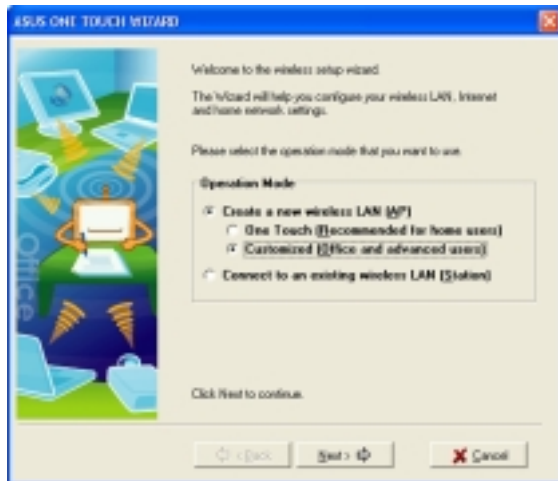 ASUS ONE TOUCH WIZARD
Welcome to the wireless setup wizard.
The Wizard will help you configure your wireless LAN, Internet
and home network settings.
Please select the operation mode that you want to use.
Operation Mode
Create a new wireless LAN (AP)
One Touch (Recommended for home users)
Customized (Office and advanced users)
Connect to an existing wireless LAN (Station)
Office
Click Next to continue.
< Back
Next >
Cancel